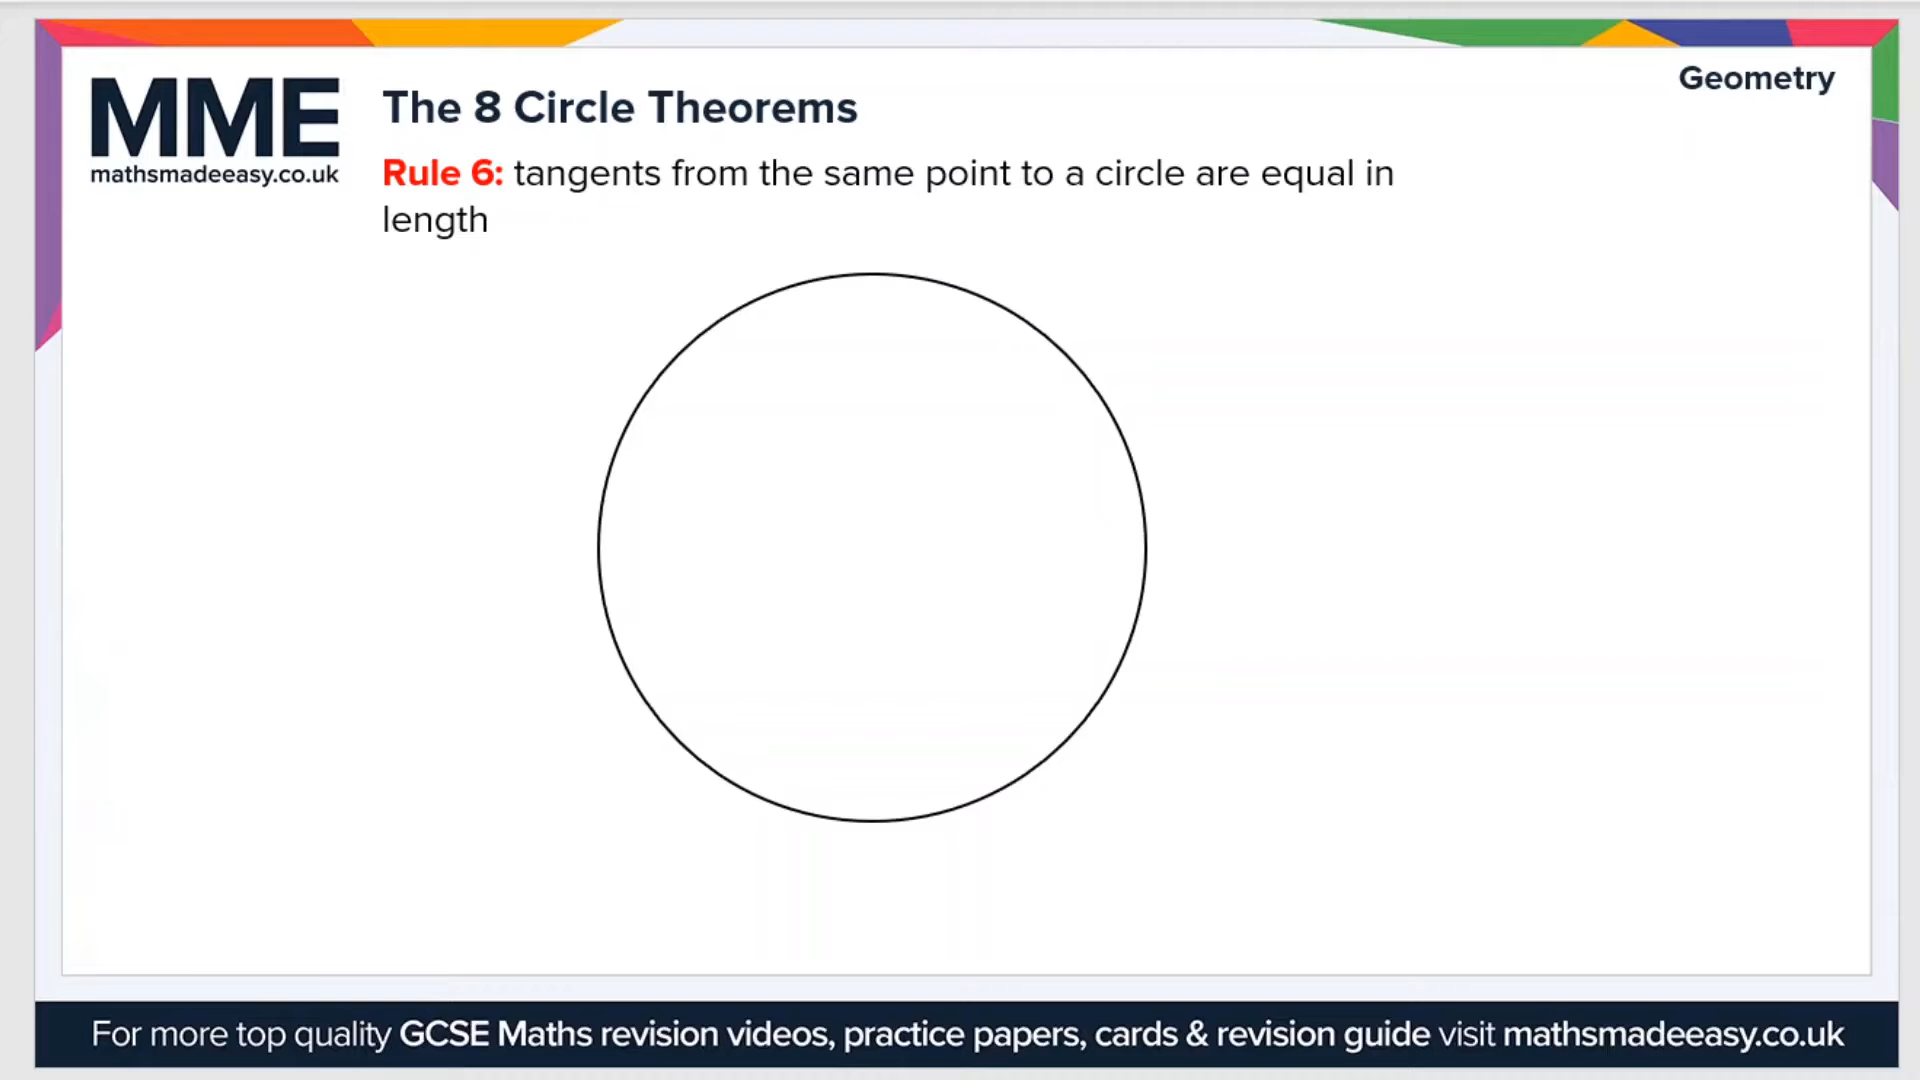 Geometry
MME
mathsmadeeasy.co.uk
The 8 Circle Theorems
Rule 6: tangents from the same point to a circle are equal in
length
For more top quality GCSE Maths revision videos, practice papers, cards & revision guide visit mathsmadeeasy.co.uk